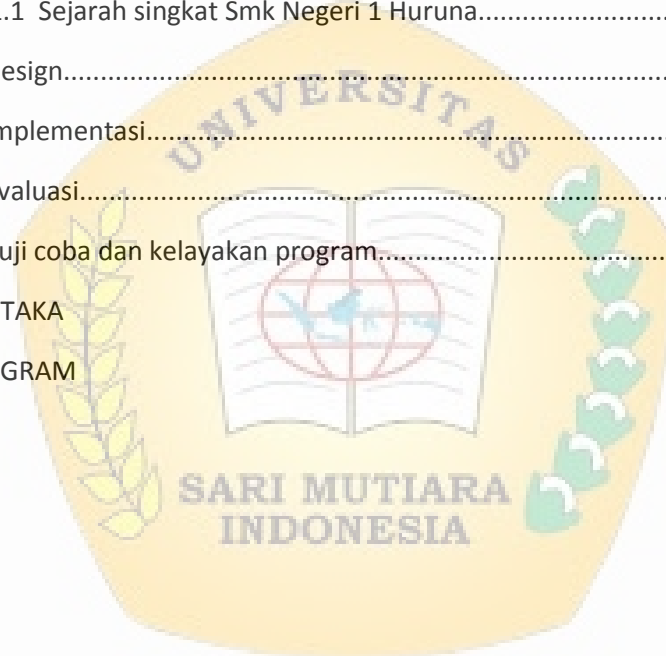 .1 Sejarah singkat Smk Negeri 1 Huruna.......................
esign.....................................................................................
mplementasi.......................................................................
valuasi..................................................................................
uji coba dan kelayakan program....................................
TAKA
GRAM
UNIVERSITAS
SARI MUTIARA
INDONESIA